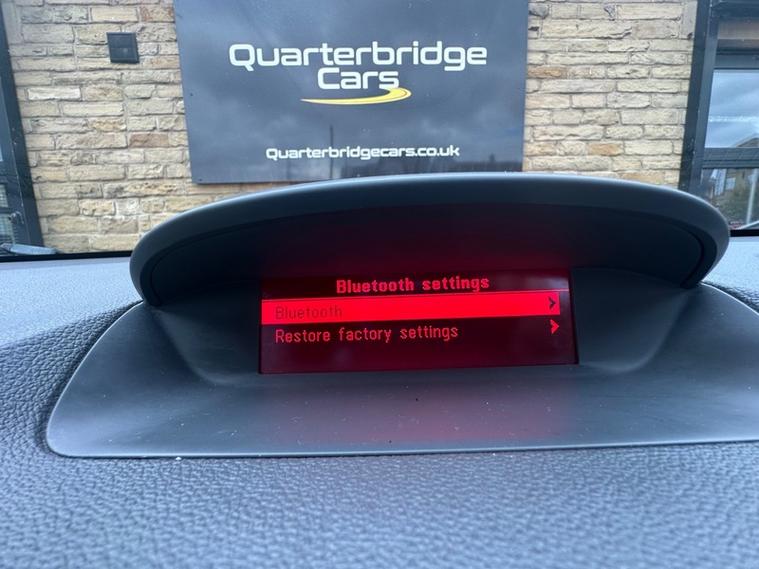 Quarterbridge
Cars
Quarterbridgecars.co.uk
Bluetooth settings
Bluetooth
Restore factory settings